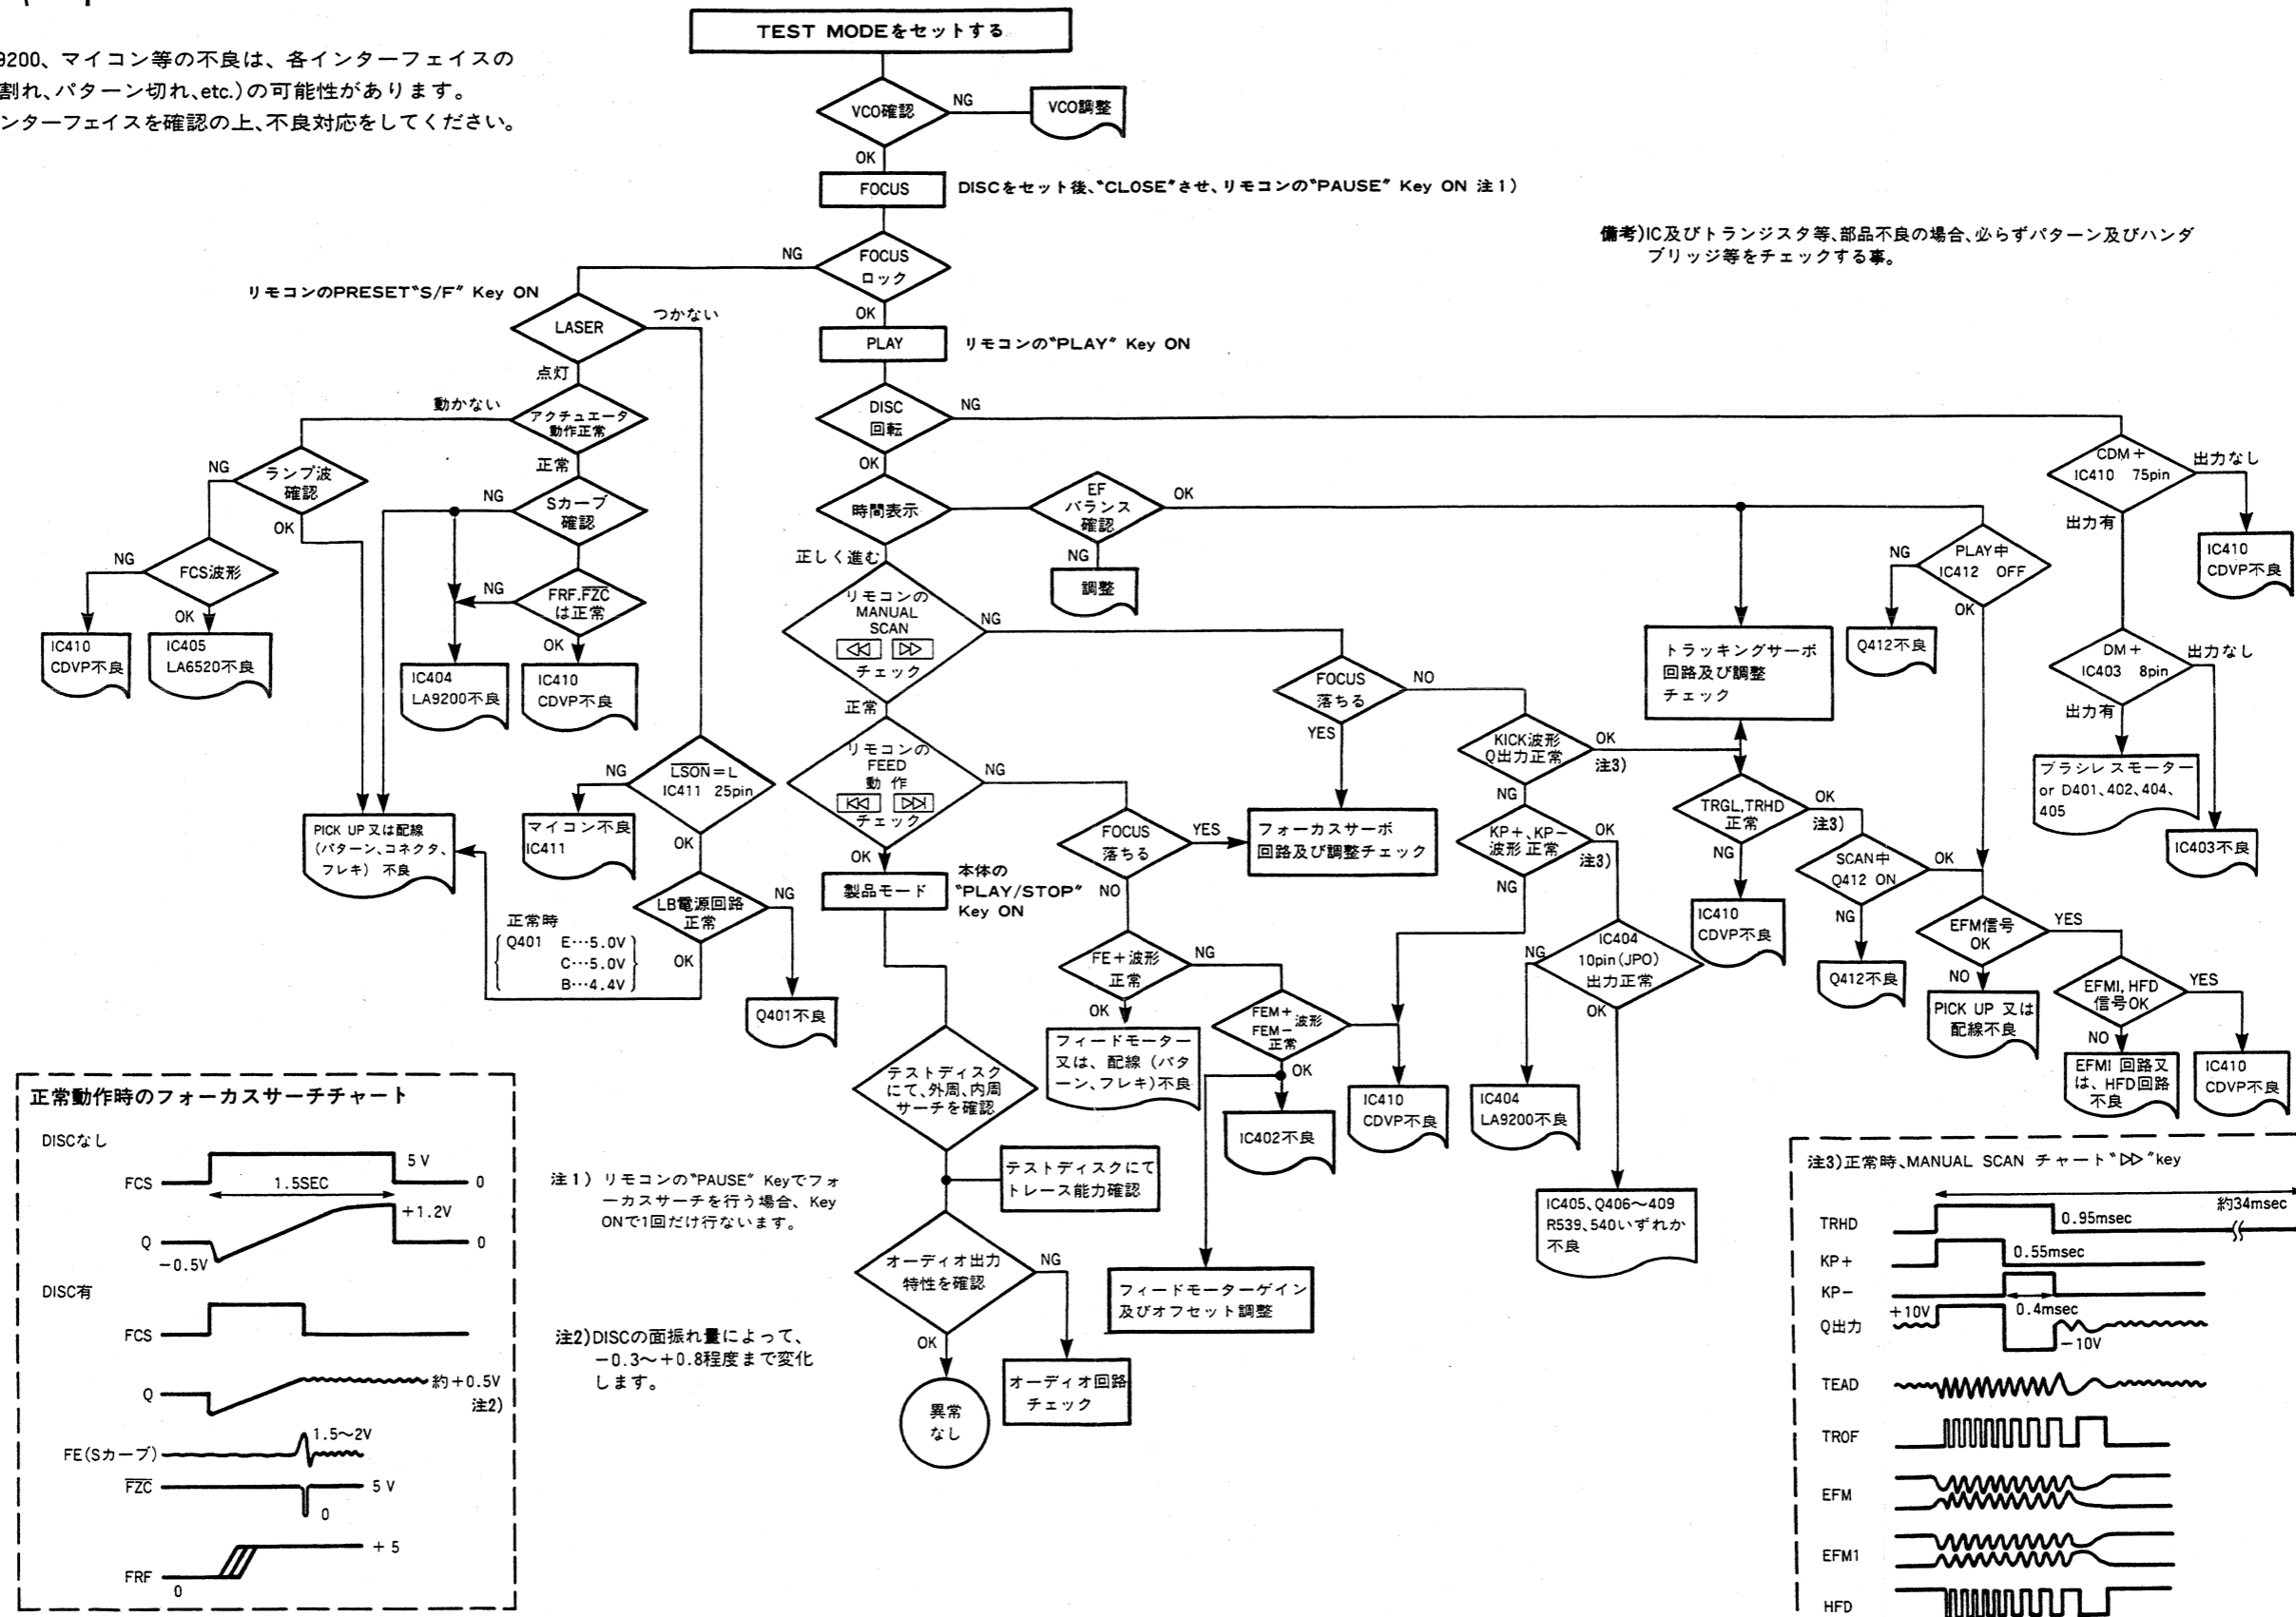 9200、マイコン等の不良は、各インターフェイスの
割れ、パターン切れ、etc.)の可能性があります。
ンターフェイスを確認の上、不良対応をしてください。
TEST MODEをセットする
VCO確認
NG
VCO調整
OK
FOCUS
DISCをセット後、"CLOSE"させ、リモコンの"PAUSE" Key ON 注1)
備考)IC及びトランジスタ等、部品不良の場合、必らずパターン及びハンダ
ブリッジ等をチェックする事。
FOCUS
ロック
NG
OK
リモコンのPRESET"S/F" Key ON
LASER
つかない
点灯
PLAY
リモコンの"PLAY" Key ON
アクチュエータ
動作正常
動かない
正常
ランプ波
確認
NG
OK
Sカーブ
確認
NG
FCS波形
NG
OK
FRF.FZC
は正常
NG
OK
IC410
CDVP不良
IC405
LA6520不良
IC404
LA9200不良
IC410
CDVP不良
LSON=L
IC411 25pin
NG
OK
マイコン不良
IC411
PICK UP又は配線
(パターン、コネクタ、
フレキ) 不良
LB電源回路
正常
NG
OK
正常時
Q401 E…5.0V
C…5.0V
B…4.4V
Q401不良
DISC
回転
NG
OK
時間表示
正しく進む
EF
バランス
確認
OK
NG
調整
リモコンの
MANUAL
SCAN
チェック
NG
正常
リモコンの
FEED
動 作
チェック
NG
OK
製品モード
本体の
"PLAY/STOP"
Key ON
テストディスク
にて、外周、内周
サーチを確認
テストディスクにて
トレース能力確認
オーディオ出力
特性を確認
NG
OK
オーディオ回路
チェック
異常
なし
FOCUS
落ちる
NO
YES
FOCUS
落ちる
YES
NO
フォーカスサーボ
回路及び調整チェック
FE+波形
正常
NG
OK
フィードモーター
又は、配線(パタ
ーン、フレキ)不良
FEM+
FEM-
波形
正常
OK
IC402不良
IC410
CDVP不良
フィードモーターゲイン
及びオフセット調整
KICK波形
Q出力正常
OK
注3)
NG
KP+、KP-
波形 正常
OK
注3)
NG
IC404
10pin(JPO)
出力正常
NG
OK
IC404
LA9200不良
IC405、Q406～409
R539、540いずれか
不良
トラッキングサーボ
回路及び調整
チェック
TRGL,TRHD
正常
OK
注3)
NG
IC410
CDVP不良
SCAN中
Q412 ON
OK
NG
Q412不良
PLAY中
IC412 OFF
NG
OK
Q412不良
EFM信号
OK
YES
NO
PICK UP 又は
配線不良
EFMI,HFD
信号OK
YES
NO
EFMI 回路又
は、HFD回路
不良
IC410
CDVP不良
CDM+
IC410 75pin
出力なし
出力有
IC410
CDVP不良
DM+
IC403 8pin
出力なし
出力有
ブラシレスモーター
or D401、402、404、
405
IC403不良
正常動作時のフォーカスサーチチャート
DISCなし
FCS
5V
0
1.5SEC
Q
+1.2V
0
-0.5V
DISC有
FCS
Q
約+0.5V
注2)
FE(Sカーブ)
1.5～2V
FZC
5V
0
FRF
+5
0
注1) リモコンの"PAUSE" Keyでフォ
ーカスサーチを行う場合、Key
ONで1回だけ行ないます。
注2)DISCの面振れ量によって、
-0.3～+0.8程度まで変化
します。
注3)正常時、MANUAL SCAN チャート"▷▷"key
約34msec
TRHD
0.95msec
KP+
0.55msec
KP-
0.4msec
+10V
Q出力
-10V
TEAD
TROF
EFM
EFM1
HFD